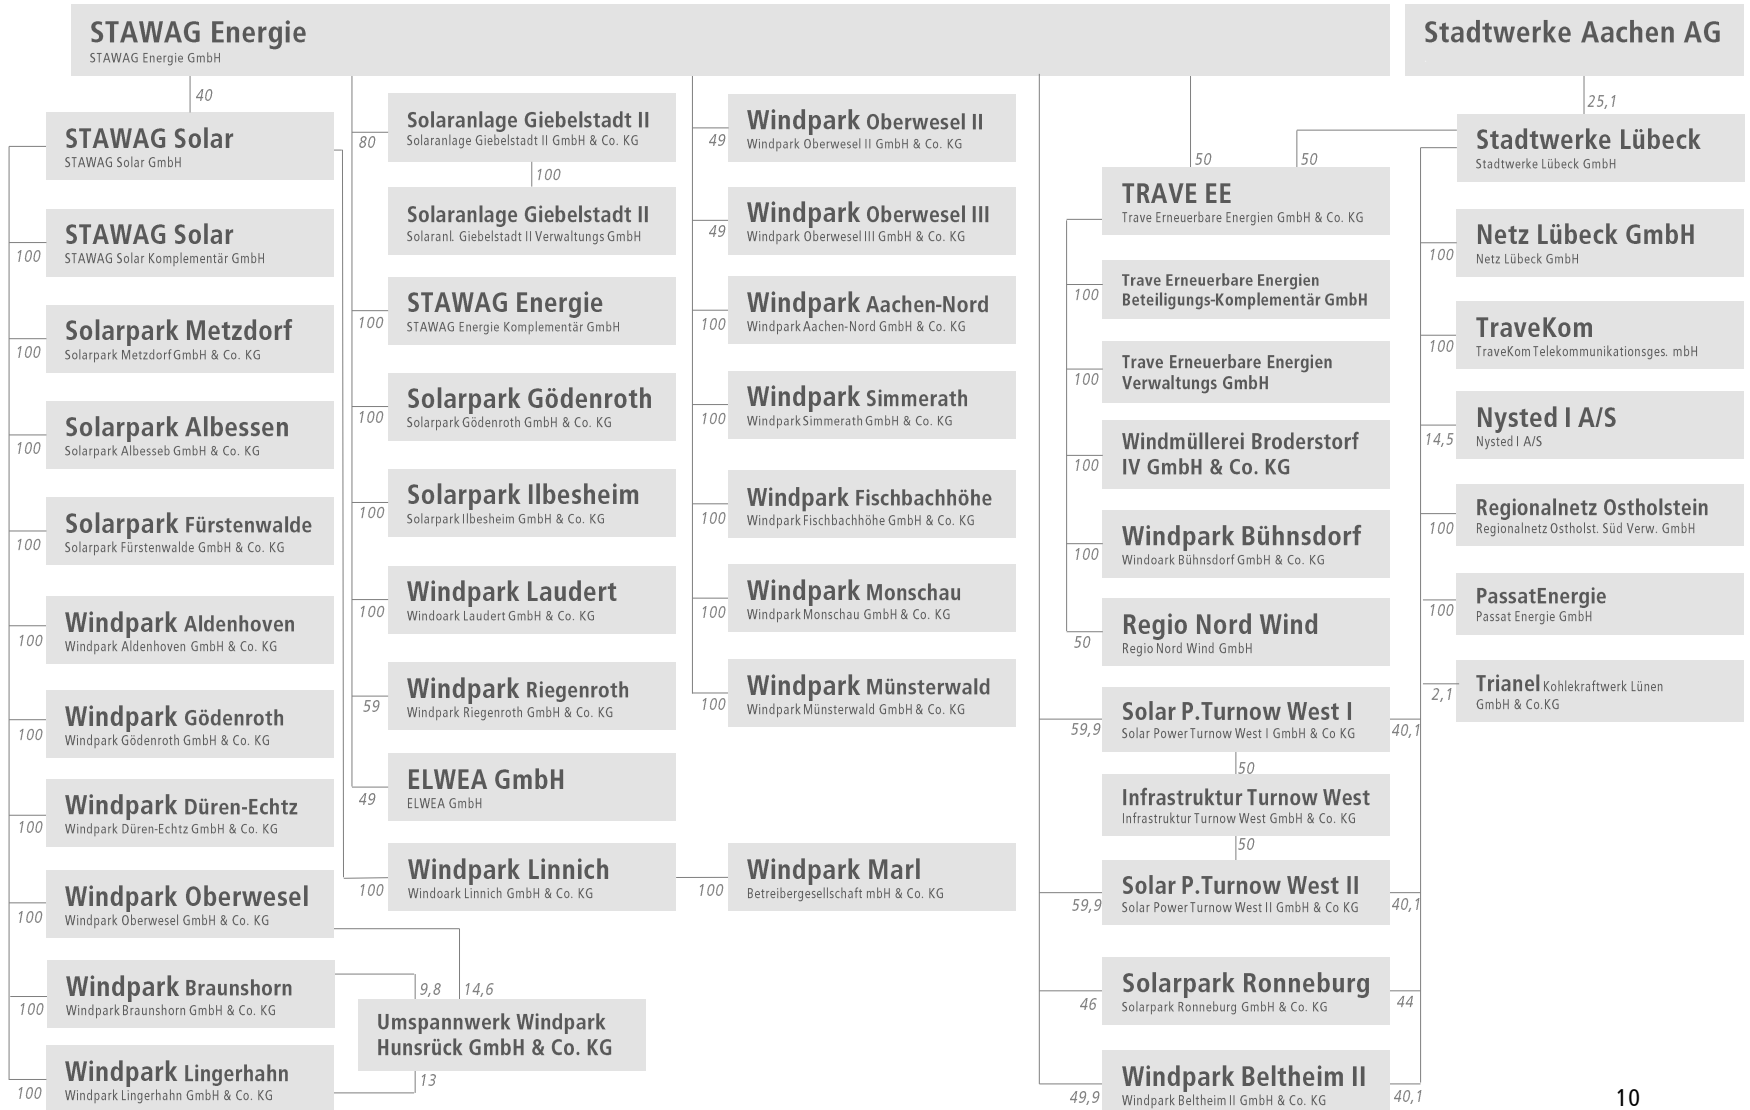 STAWAG Energie
STAWAG Energie GmbH
Stadtwerke Aachen AG
40
STAWAG Solar
STAWAG Solar GmbH
STAWAG Solar
STAWAG Solar Komplementär GmbH
100
Solarpark Metzdorf
Solarpark Metzdorf GmbH & Co. KG
100
Solarpark Albessen
Solarpark Albesseb GmbH & Co. KG
100
Solarpark Fürstenwalde
Solarpark Fürstenwalde GmbH & Co. KG
100
Windpark Aldenhoven
Windpark Aldenhoven GmbH & Co. KG
100
Windpark Gödenroth
Windpark Gödenroth GmbH & Co. KG
100
Windpark Düren-Echtz
Windpark Düren-Echtz GmbH & Co. KG
100
Windpark Oberwesel
Windpark Oberwesel GmbH & Co. KG
100
Windpark Braunshorn
Windpark Braunshorn GmbH & Co. KG
100
Windpark Lingerhahn
Windpark Lingerhahn GmbH & Co. KG
100
Solaranlage Giebelstadt II
Solaranlage Giebelstadt II GmbH & Co. KG
80
100
Solaranlage Giebelstadt II
Solaranl. Giebelstadt II Verwaltungs GmbH
STAWAG Energie
STAWAG Energie Komplementär GmbH
100
Solarpark Gödenroth
Solarpark Gödenroth GmbH & Co. KG
100
Solarpark Ilbesheim
Solarpark Ilbesheim GmbH & Co. KG
100
Windpark Laudert
Windoark Laudert GmbH & Co. KG
100
Windpark Riegenroth
Windpark Riegenroth GmbH & Co. KG
59
ELWEA GmbH
ELWEA GmbH
49
Windpark Linnich
Windoark Linnich GmbH & Co. KG
100
9,8
14,6
Umspannwerk Windpark
Hunsrück GmbH & Co. KG
13
Windpark Oberwesel II
Windpark Oberwesel II GmbH & Co. KG
49
Windpark Oberwesel III
Windpark Oberwesel III GmbH & Co. KG
49
Windpark Aachen-Nord
Windpark Aachen-Nord GmbH & Co. KG
100
Windpark Simmerath
Windpark Simmerath GmbH & Co. KG
100
Windpark Fischbachhöhe
Windpark Fischbachhöhe GmbH & Co. KG
100
Windpark Monschau
Windpark Monschau GmbH & Co. KG
100
Windpark Münsterwald
Windpark Münsterwald GmbH & Co. KG
100
Windpark Marl
Betreibergesellschaft mbH & Co. KG
100
50
50
TRAVE EE
Trave Erneuerbare Energien GmbH & Co. KG
Trave Erneuerbare Energien
Beteiligungs-Komplementär GmbH
100
Trave Erneuerbare Energien
Verwaltungs GmbH
100
Windmüllerei Broderstorf
IV GmbH & Co. KG
100
Windpark Bühnsdorf
Windoark Bühnsdorf GmbH & Co. KG
100
Regio Nord Wind
Regio Nord Wind GmbH
50
Solar P.Turnow West I
Solar Power Turnow West I GmbH & Co KG
59,9
40,1
50
Infrastruktur Turnow West
Infrastruktur Turnow West GmbH & Co. KG
50
Solar P.Turnow West II
Solar Power Turnow West II GmbH & Co KG
59,9
40,1
Solarpark Ronneburg
Solarpark Ronneburg GmbH & Co. KG
46
44
Windpark Beltheim II
Windpark Beltheim II GmbH & Co. KG
49,9
40,1
25,1
Stadtwerke Lübeck
Stadtwerke Lübeck GmbH
Netz Lübeck GmbH
Netz Lübeck GmbH
100
TraveKom
TraveKom Telekommunikationsges. mbH
100
Nysted I A/S
Nysted I A/S
14,5
Regionalnetz Ostholstein
Regionalnetz Ostholst. Süd Verw. GmbH
100
PassatEnergie
Passat Energie GmbH
100
Trianel Kohlekraftwerk Lünen
GmbH & Co.KG
2,1
10